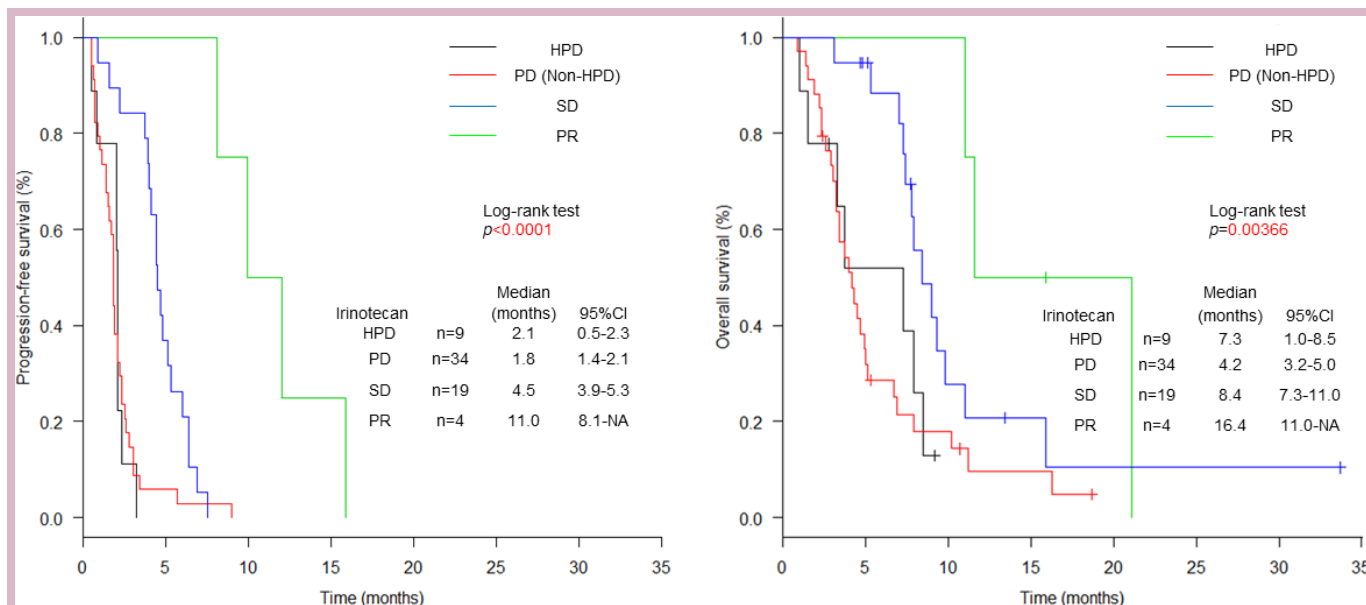 HPD
PD (Non-HPD)
SD
PR
Log-rank test
p<0.0001
Median
Irinotecan (months) 95%CI
HPD n=9 2.1 0.5-2.3
PD n=34 1.8 1.4-2.1
SD n=19 4.5 3.9-5.3
PR n=4 11.0 8.1-NA
Progression-free survival (%)
1.0
0.8
0.6
0.4
0.2
0.0
0 5 10 15 20 25 30 35
Time (months)
HPD
PD (Non-HPD)
SD
PR
Log-rank test
p=0.00366
Median
Irinotecan (months) 95%CI
HPD n=9 7.3 1.0-8.5
PD n=34 4.2 3.2-5.0
SD n=19 8.4 7.3-11.0
PR n=4 16.4 11.0-NA
Overall survival (%)
1.0
0.8
0.6
0.4
0.2
0.0
0 5 10 15 20 25 30 35
Time (months)